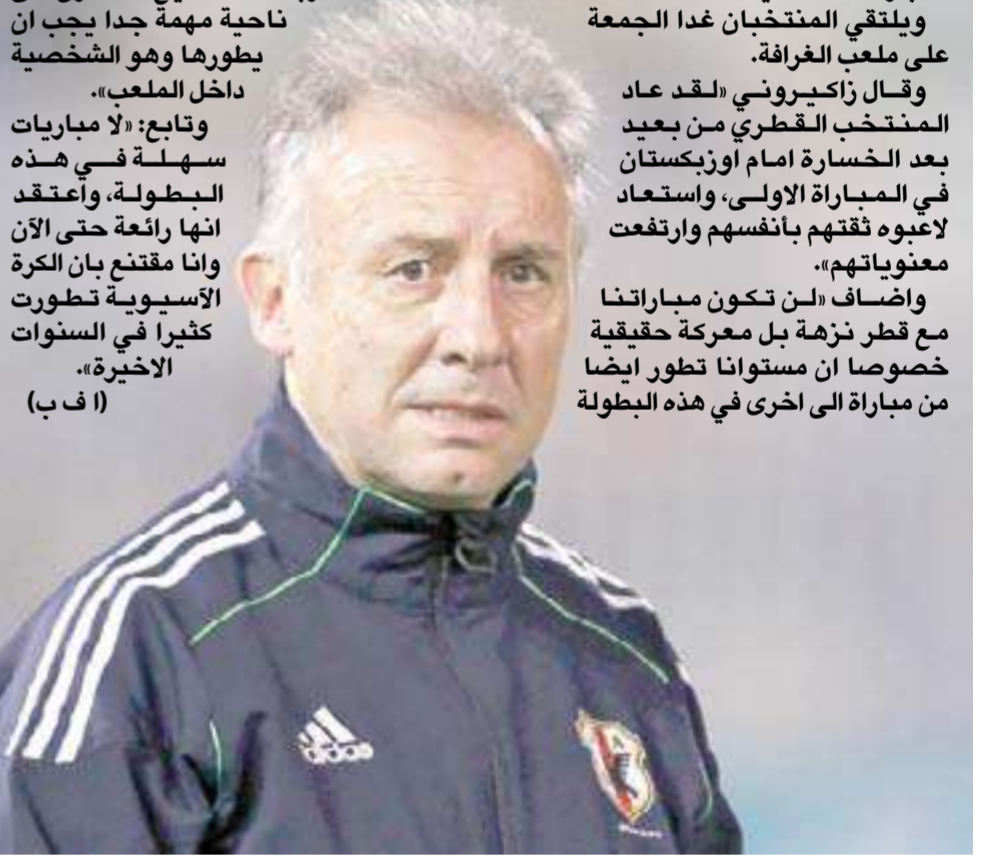 ويلتقي المنتخبان غدا الجمعة
على ملعب الغرافة.
وقال زاكيروني «لقد عاد
المنتخب القطري من بعيد
بعد الخسارة امام اوزبكستان
في المباراة الاولى، واستعاد
لاعبوه ثقتهم بأنفسهم وارتفعت
معنوياتهم».
واضاف «لن تكون مباراتنا
مع قطر نزهة بل معركة حقيقية
خصوصا ان مستوانا تطور ايضا
من مباراة الى اخرى في هذه البطولة
ناحية مهمة جدا يجب ان
يطورها وهو الشخصية
داخل الملعب».
وتابع: «لا مباريات
سهلة في هذه
البطولة، واعتقد
انها رائعة حتى الآن
وانا مقتنع بان الكرة
الآسيوية تطورت
كثيرا في السنوات
الاخيرة».
(ا ف ب)
adidas